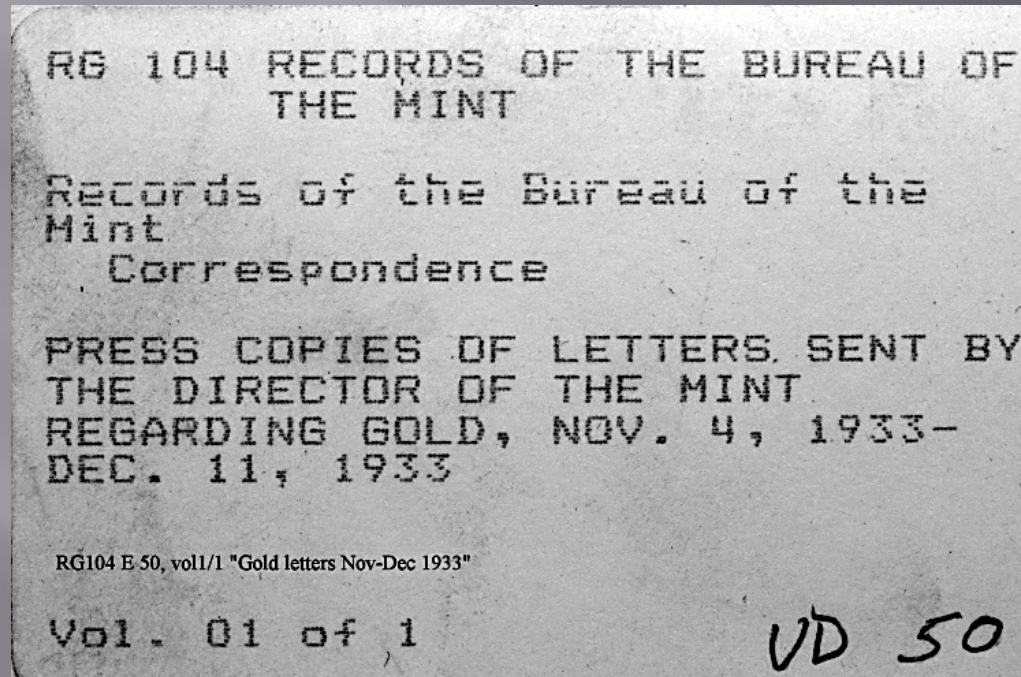 RG 104 RECORDS OF THE BUREAU OF
THE MINT
Records of the Bureau of the
Mint
Correspondence
PRESS COPIES OF LETTERS SENT BY
THE DIRECTOR OF THE MINT
REGARDING GOLD, NOV. 4, 1933-
DEC. 11, 1933
RG104 E 50, vol1/1 "Gold letters Nov-Dec 1933"
Vol. 01 of 1
UD 50